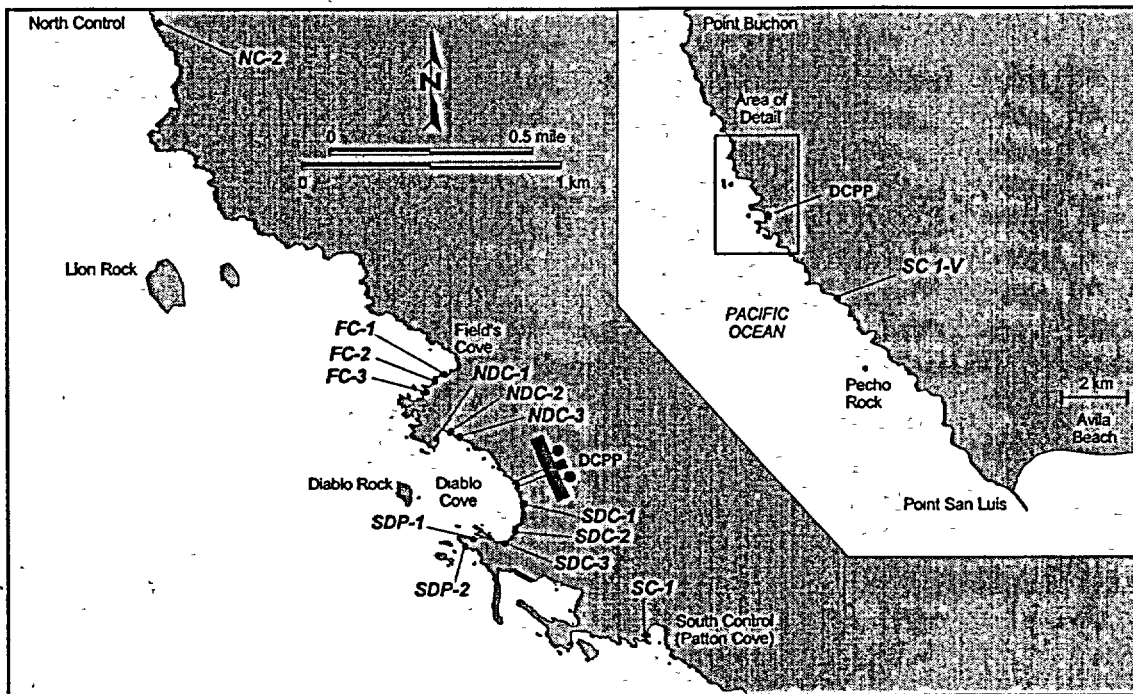 North Control
NC-2
N
0
0.5 mile
0
1 km
Lion Rock
FC-1
FC-2
FC-3
Field's
Cove
NDC-1
NDC-2
NDC-3
DCPP
Diablo Rock
Diablo
Cove
SDP-1
SDP-2
SDC-1
SDC-2
SDC-3
SC-1
South Control
(Patton Cove)
Point Buchon
Area of
Detail
DCPP
SC 1-V
PACIFIC
OCEAN
Pecho
Rock
2 km
Avila
Beach
Point San Luis